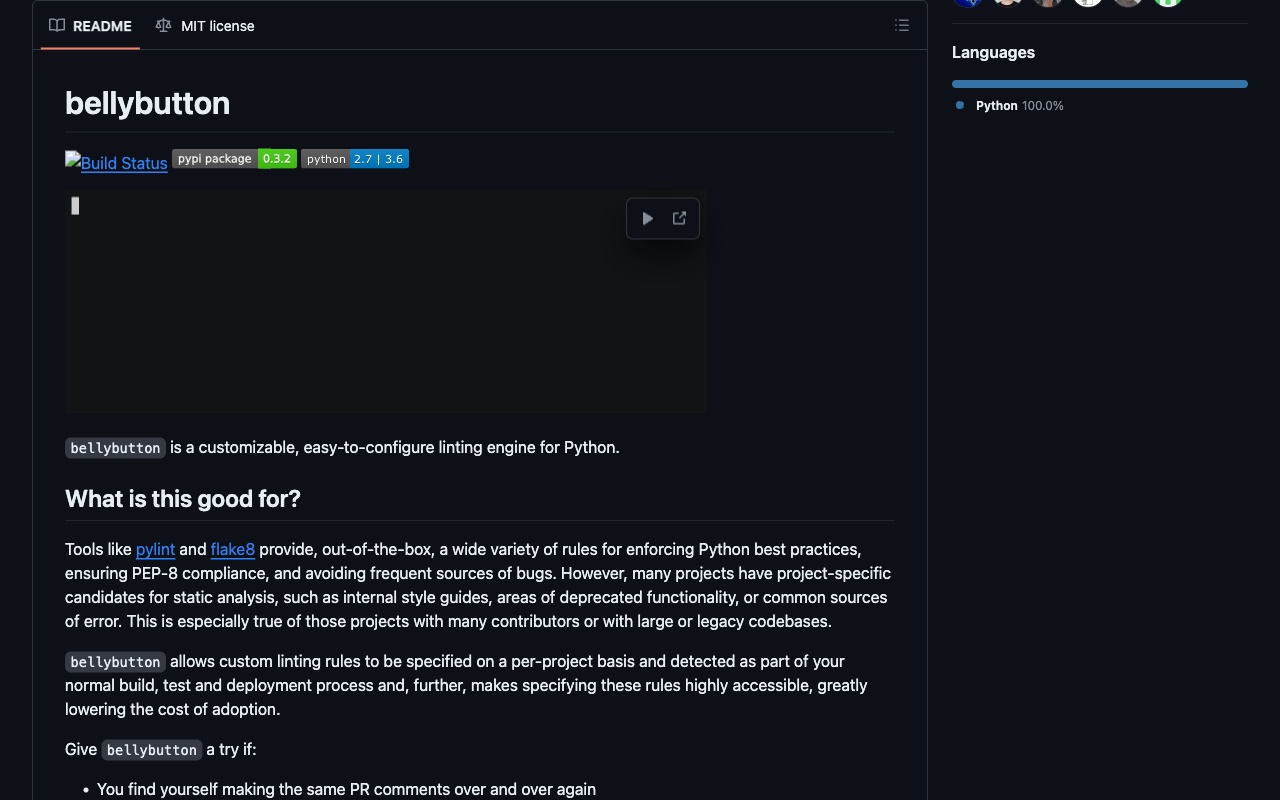 README
MIT license
bellybutton
Build Status
pypi package 0.3.2
python 2.7 | 3.6
bellybutton is a customizable, easy-to-configure linting engine for Python.
What is this good for?
Tools like pylint and flake8 provide, out-of-the-box, a wide variety of rules for enforcing Python best practices,
ensuring PEP-8 compliance, and avoiding frequent sources of bugs. However, many projects have project-specific
candidates for static analysis, such as internal style guides, areas of deprecated functionality, or common sources
of error. This is especially true of those projects with many contributors or with large or legacy codebases.
bellybutton allows custom linting rules to be specified on a per-project basis and detected as part of your
normal build, test and deployment process and, further, makes specifying these rules highly accessible, greatly
lowering the cost of adoption.
Give bellybutton a try if:
• You find yourself making the same PR comments over and over again
Languages
Python 100.0%